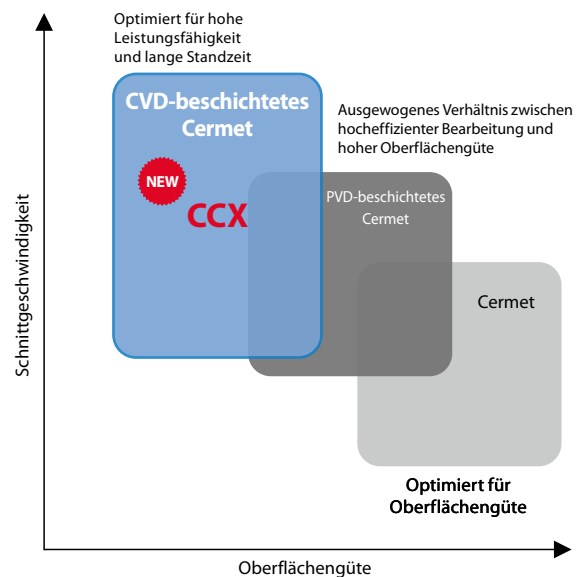 Optimiert für hohe
Leistungsfähigkeit
und lange Standzeit
CVD-beschichtetes
Cermet
NEW
CCX
Ausgewogenes Verhältnis zwischen
hocheffizienter Bearbeitung und
hoher Oberflächengüte
PVD-beschichtetes
Cermet
Cermet
Optimiert für
Oberflächengüte
Schnittgeschwindigkeit
Oberflächengüte